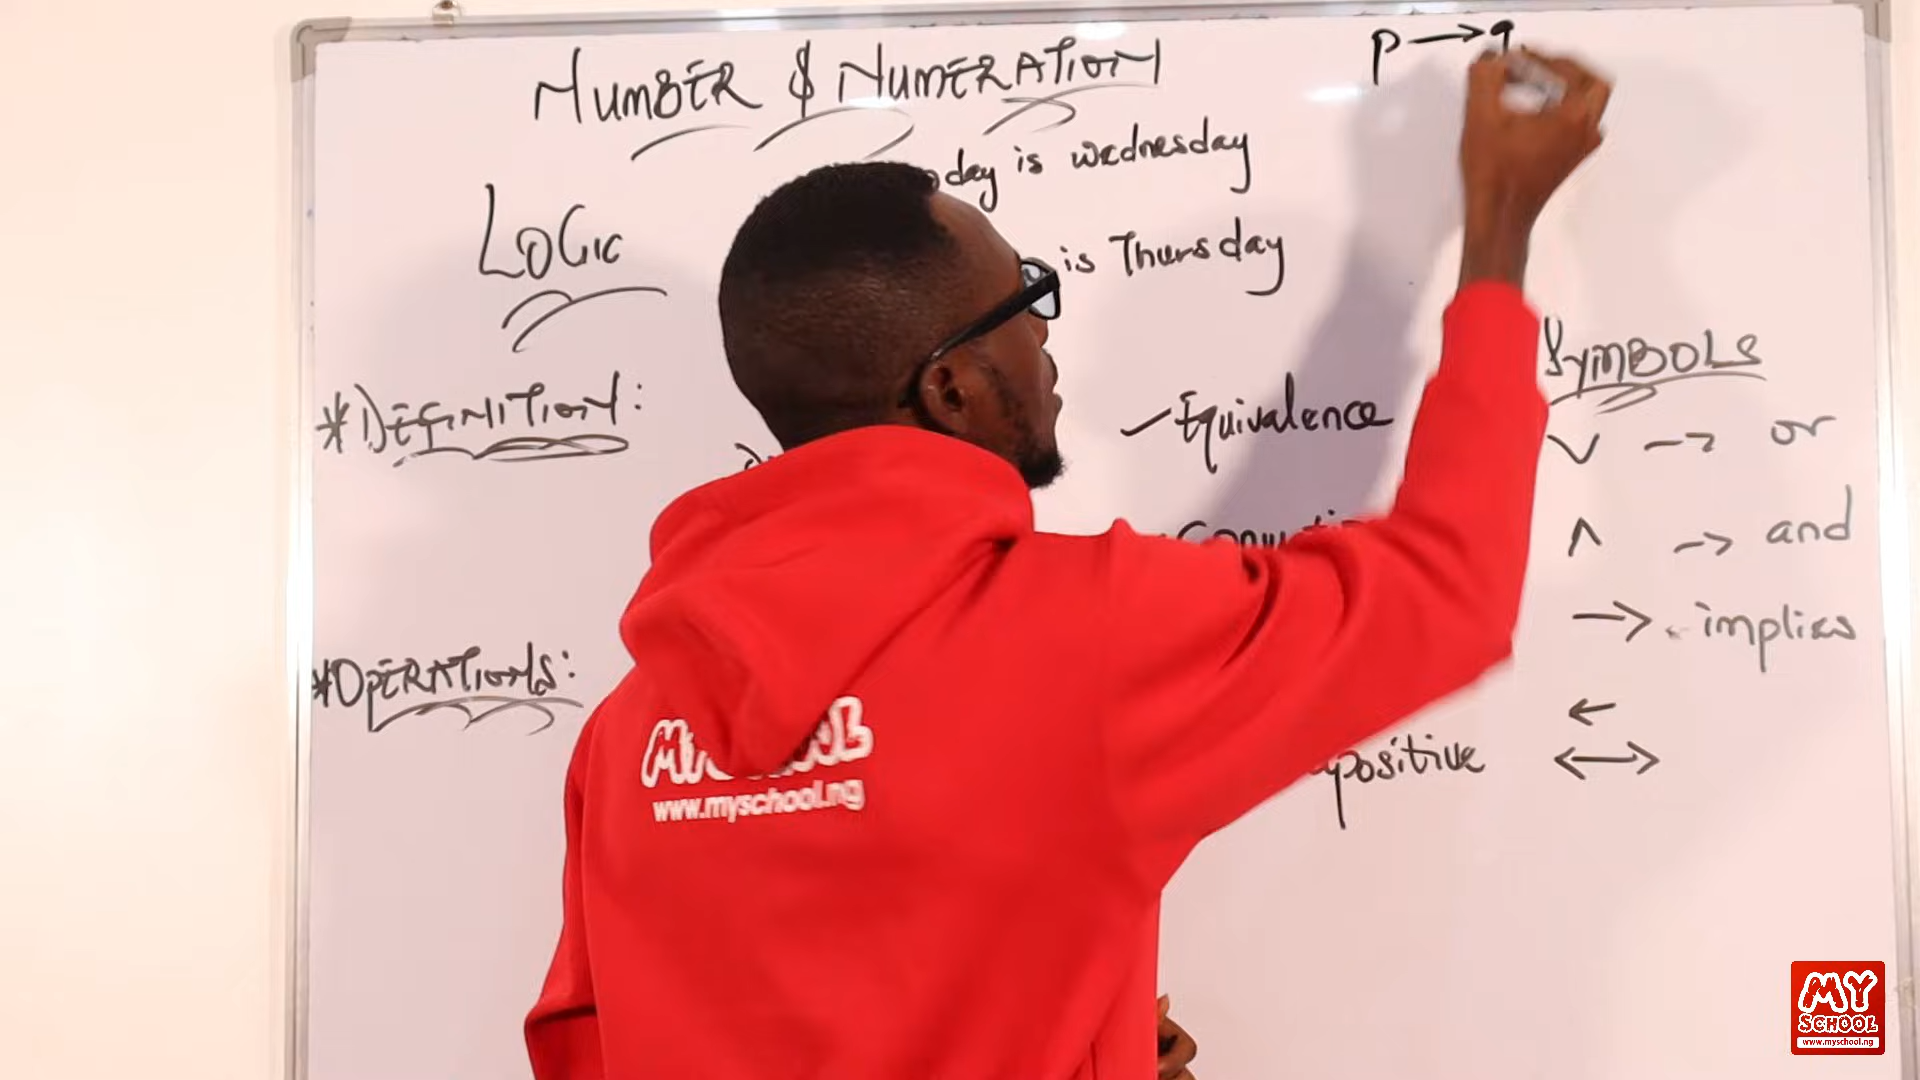 NUMBER & NUMERATION
p → q
day is wednesday
LOGIC
is Thursday
SYMBOLS
*DEFINITION:
✓ Equivalence
∨ → or
∧ → and
→ implies
*OPERATIONS:
←
positive
↔
www.myschool.ng
MY
SCHOOL
www.myschool.ng